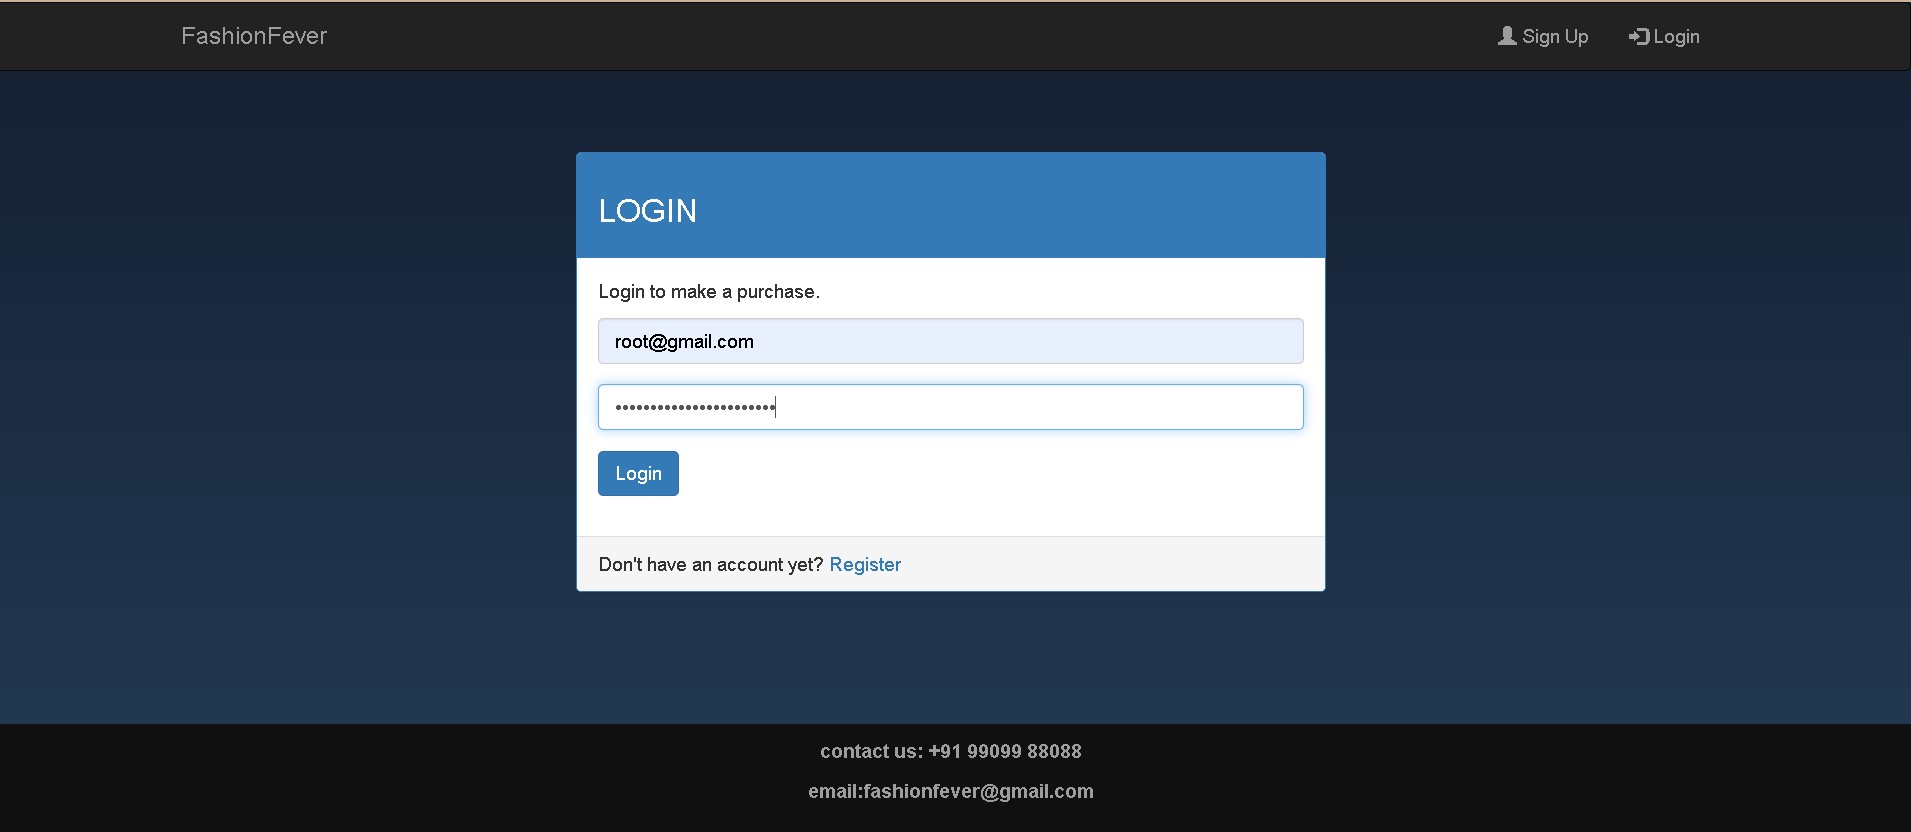 FashionFever
Sign Up
Login
LOGIN
Login to make a purchase.
root@gmail.com
•••••••••••••••••••••••
Login
Don't have an account yet? Register
contact us: +91 99099 88088
email:fashionfever@gmail.com